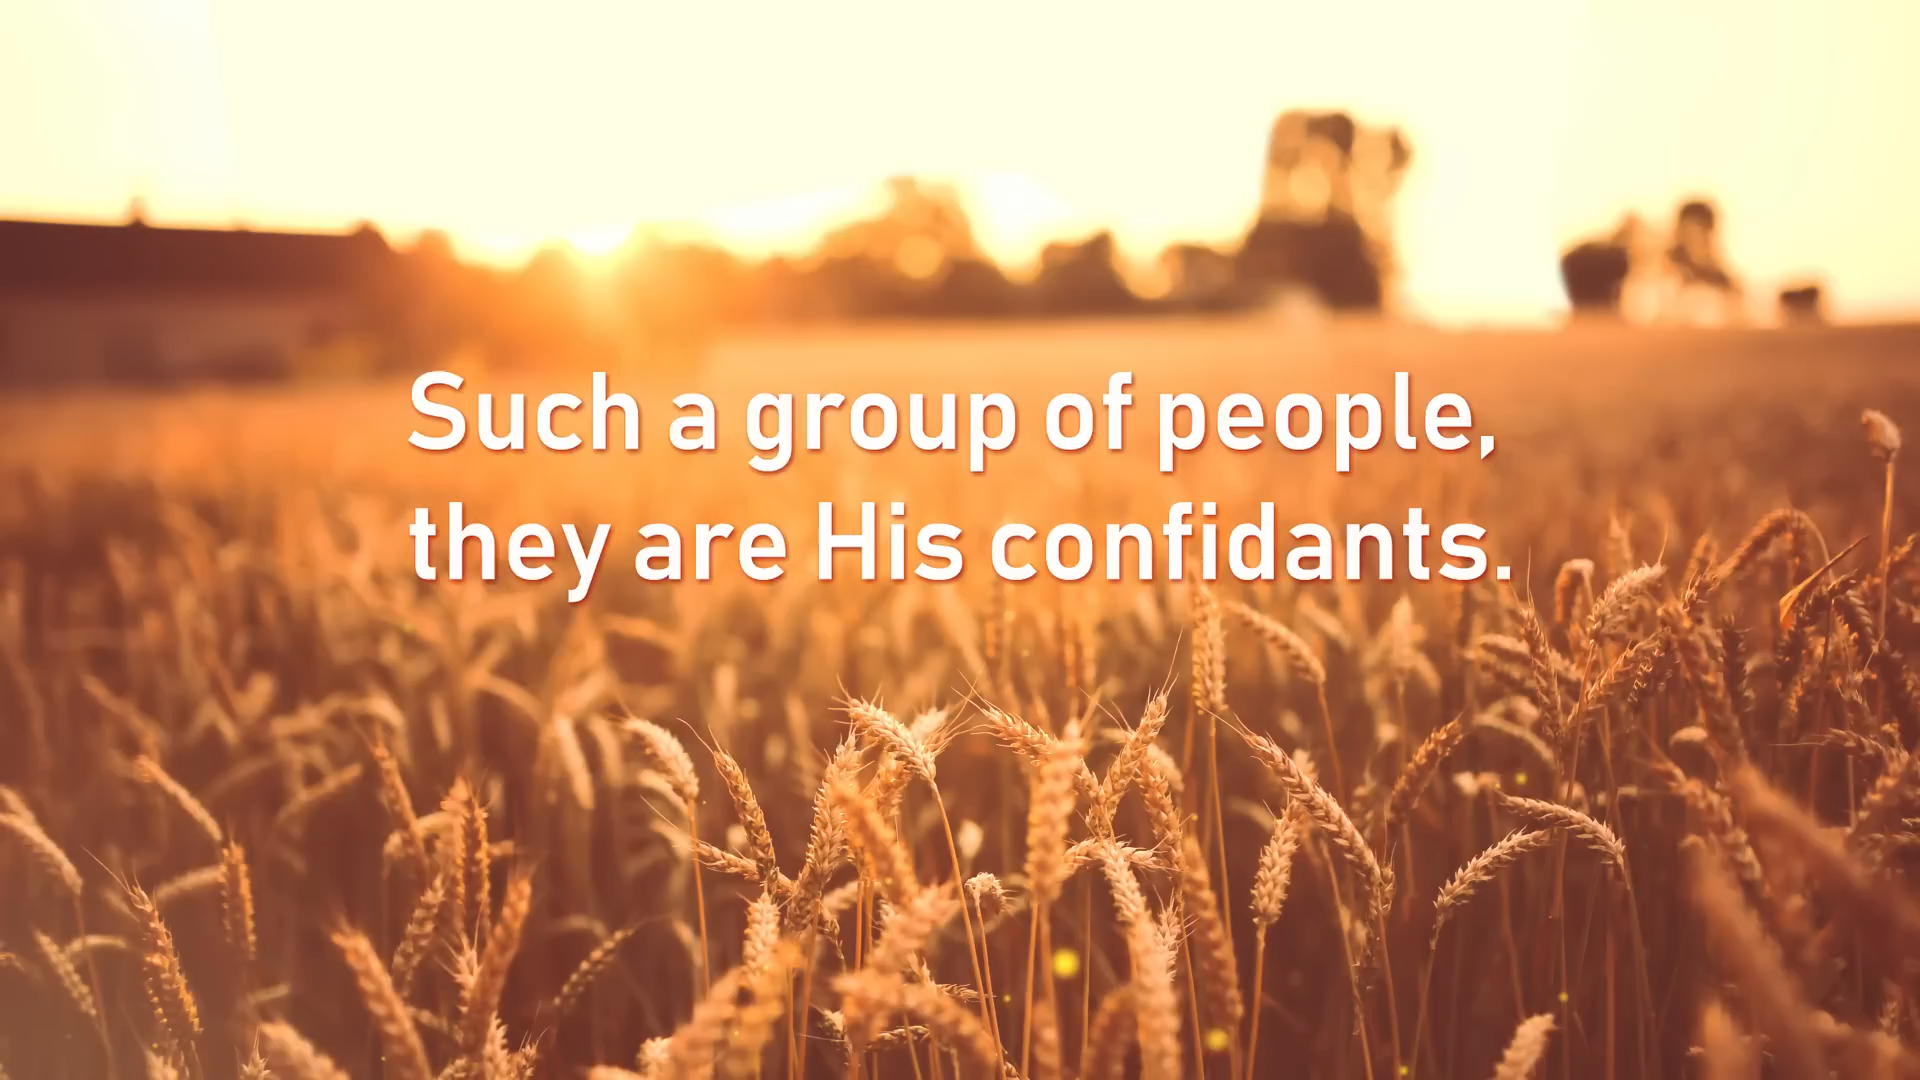 Such a group of people,
they are His confidants.